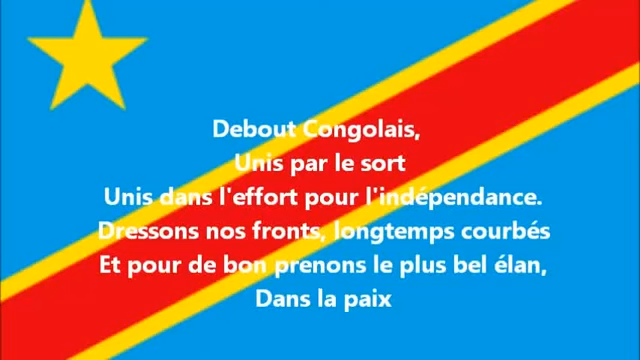 Debout Congolais,
Unis par le sort
Unis dans l'effort pour l'indépendance.
Dressons nos fronts, longtemps courbés
Et pour de bon prenons le plus bel élan,
Dans la paix